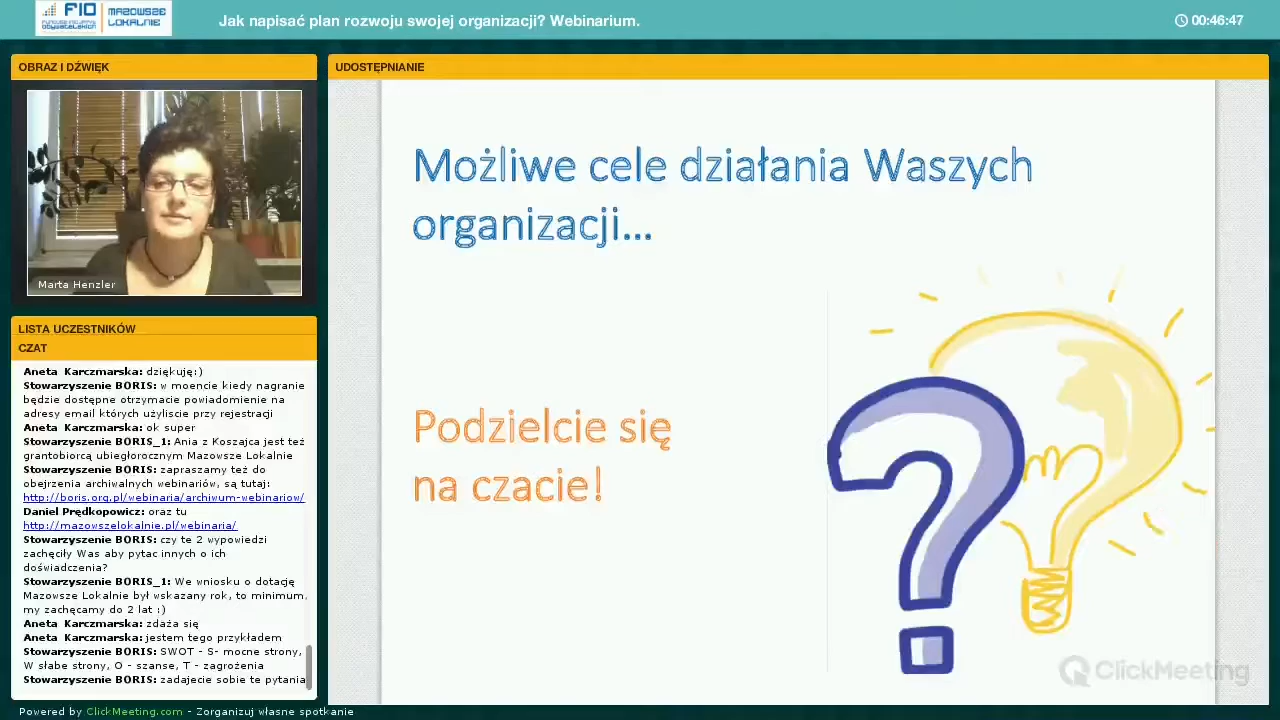 FIO
Fundusz Inicjatyw
Obywatelskich
MAZOWSZE
LOKALNIE
Jak napisać plan rozwoju swojej organizacji? Webinarium.
00:46:47
OBRAZ I DŹWIĘK
Marta Henzler
LISTA UCZESTNIKÓW
CZAT
Aneta Karczmarska: dziękuję:)
Stowarzyszenie BORIS: w moencie kiedy nagranie
będzie dostępne otrzymacie powiadomienie na
adresy email których użyliscie przy rejestracji
Aneta Karczmarska: ok super
Stowarzyszenie BORIS_1: Ania z Koszajca jest też
grantobiorcą ubiegłorocznym Mazowsze Lokalnie
Stowarzyszenie BORIS: zapraszamy też do
obejrzenia archiwalnych webinariów, są tutaj:
http://boris.org.pl/webinaria/archiwum-webinariow/
Daniel Prędkopowicz: oraz tu
http://mazowszelokalnie.pl/webinaria/
Stowarzyszenie BORIS: czy te 2 wypowiedzi
zachęciły Was aby pytac innych o ich
doświadczenia?
Stowarzyszenie BORIS_1: We wniosku o dotację
Mazowsze Lokalnie był wskazany rok, to minimum,
my zachęcamy do 2 lat :)
Aneta Karczmarska: zdaża się
Aneta Karczmarska: jestem tego przykładem
Stowarzyszenie BORIS: SWOT - S mocne strony,
W słabe strony, O - szanse, T - zagrożenia
Stowarzyszenie BORIS: zadajecie sobie te pytania
UDOSTĘPNIANIE
Możliwe cele działania Waszych
organizacji...
Podzielcie się
na czacie!
ClickMeeting
Powered by ClickMeeting.com - Zorganizuj własne spotkanie